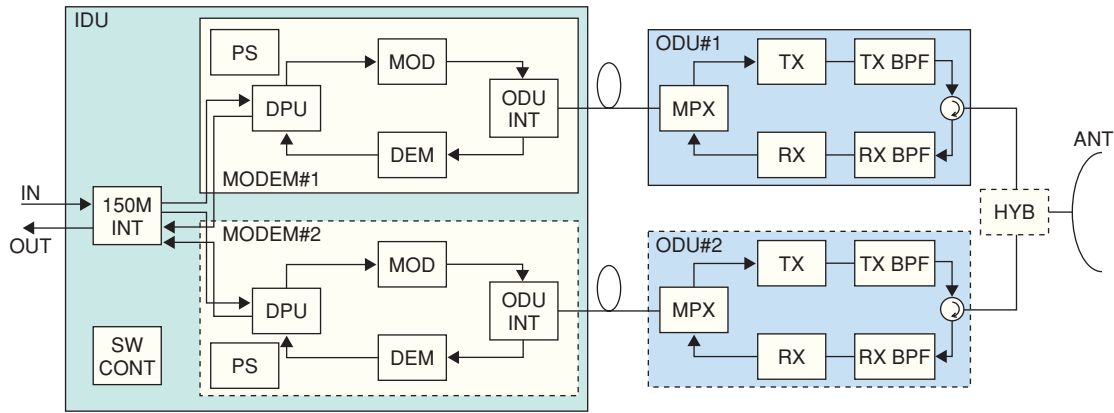 IDU
PS
MOD
DPU
ODU
INT
DEM
MODEM#1
ODU#1
TX
TX BPF
MPX
RX
RX BPF
ANT
IN
150M
INT
OUT
HYB
MODEM#2
MOD
DPU
ODU
INT
DEM
PS
SW
CONT
ODU#2
TX
TX BPF
MPX
RX
RX BPF